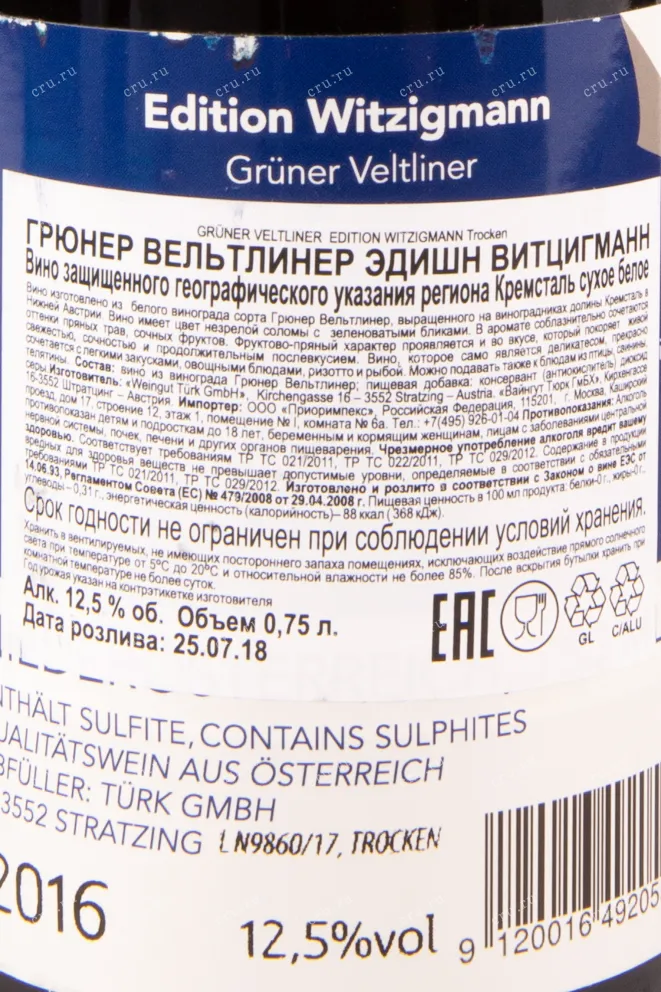 Edition Witzigmann
Grüner Veltliner
GRÜNER VELTLINER EDITION WITZIGMANN Trocken
ГРЮНЕР ВЕЛЬТЛИНЕР ЭДИШН ВИТЦИГМАНН
Вино защищенного географического указания региона Кремсталь сухое белое
Вино изготовлено из белого винограда сорта Грюнер Вельтлинер, выращенного на виноградниках долины Кремсталь в
Нижней Австрии. Вино имеет цвет незрелой соломы с зеленоватыми бликами. В аромате соблазнительно сочетаются
оттенки пряных трав, сочных фруктов. Фруктово-пряный характер проявляется и во вкусе, который покоряет живой
свежестью, сочностью и продолжительным послевкусием. Вино, которое само является деликатесом, прекрасно
сочетается с легкими закусками, овощными блюдами, ризотто и рыбой. Можно подавать также к блюдам из птицы, свинины,
телятины. Состав: вино из винограда Грюнер Вельтлинер; пищевая добавка: консервант (антиокислитель) диоксид
серы Изготовитель: «Weingut Türk GmbH», Kirchengasse 16 – 3552 Stratzing – Austria. «Вайнгут Тюрк ГмбХ», Кирхенгасе
16-3552 Штратцинг – Австрия. Импортер: ООО «Приоримпекс», Российская Федерация, 115201, г. Москва, Каширский
проезд, дом 17, строение 12, этаж 1, помещение № I, комната № 6а. Тел.: +7(495) 926-01-04 Противопоказания: Алкоголь
противопоказан детям и подросткам до 18 лет, беременным и кормящим женщинам, лицам с заболеваниями центральной
нервной системы, почек, печени и других органов пищеварения. Чрезмерное употребление алкоголя вредит вашему
здоровью. Соответствует требованиям ТР ТС 021/2011, ТР ТС 022/2011, ТР ТС 029/2012. Содержание в продукции
вредных для здоровья веществ не превышает допустимые уровни, определяемые в соответствии с обязательными
требованиями ТР ТС 021/2011, ТР ТС 029/2012. Изготовлено и розлито в соответствии с Законом о вине ЕЭС от
14.06.93, Регламентом Совета (ЕС) № 479/2008 от 29.04.2008 г. Пищевая ценность в 100 мл продукта: белки-0г., жиры-0г.,
углеводы – 0,31 г., энергетическая ценность (калорийность)– 88 ккал ( 368 кДж).
Срок годности не ограничен при соблюдении условий хранения.
Хранить в вентилируемых, не имеющих постороннего запаха помещениях, исключающих воздействие прямого солнечного
света при температуре от 5°С до 20°С и относительной влажности не более 85%. После вскрытия бутылки хранить при
комнатной температуре не более суток.
Год урожая указан на контрэтикетке изготовителя
Алк. 12,5 % об. Объем 0,75 л.
Дата розлива: 25.07.18
EAC
GL
C/ALU
NTHÄLT SULFITE, CONTAINS SULPHITES
UALITÄTSWEIN AUS ÖSTERREICH
BFÜLLER: TÜRK GMBH
3552 STRATZING LN9860/17, TROCKEN
2016
12,5%vol
9 120016 49205